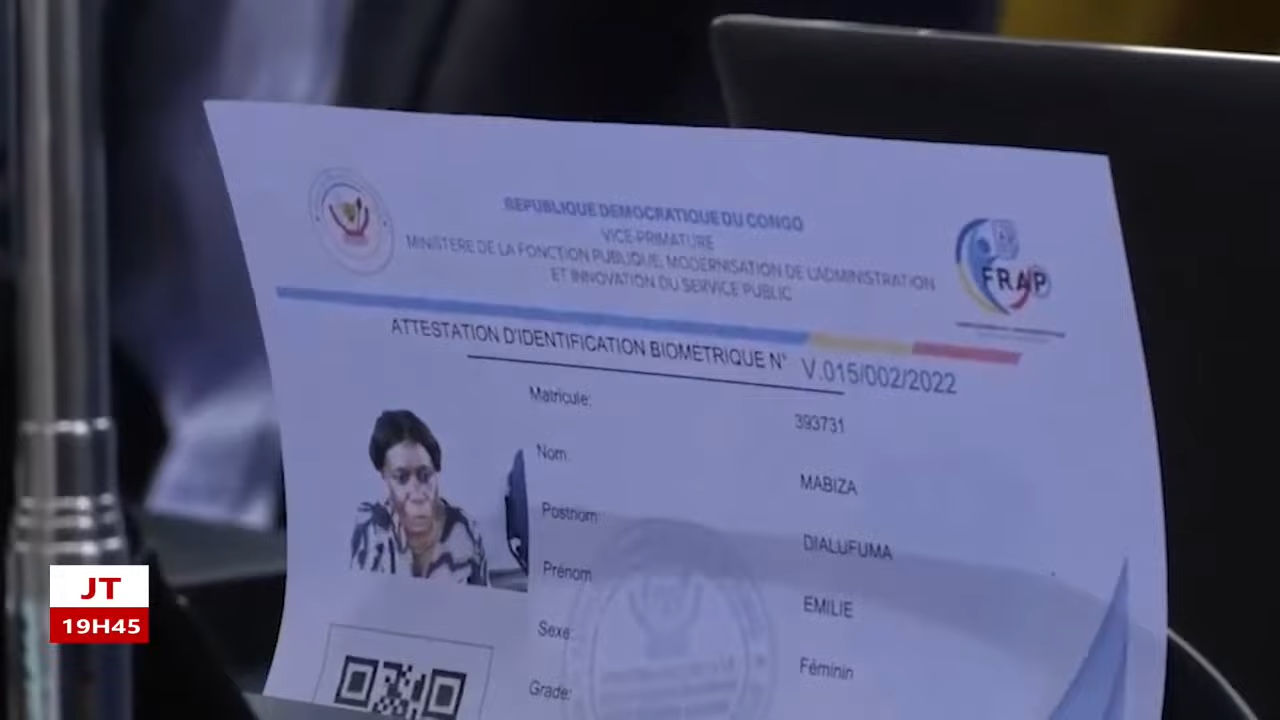 REPUBLIQUE DEMOCRATIQUE DU CONGO
VICE-PRIMATURE
MINISTERE DE LA FONCTION PUBLIQUE, MODERNISATION DE L'ADMINISTRATION
ET INNOVATION DU SERVICE PUBLIC
FRAP
ATTESTATION D'IDENTIFICATION BIOMETRIQUE N° V.015/002/2022
Matricule: 393731
Nom: MABIZA
Postnom: DIALUFUMA
Prénom EMILIE
Sexe: Féminin
Grade:
JT
19H45